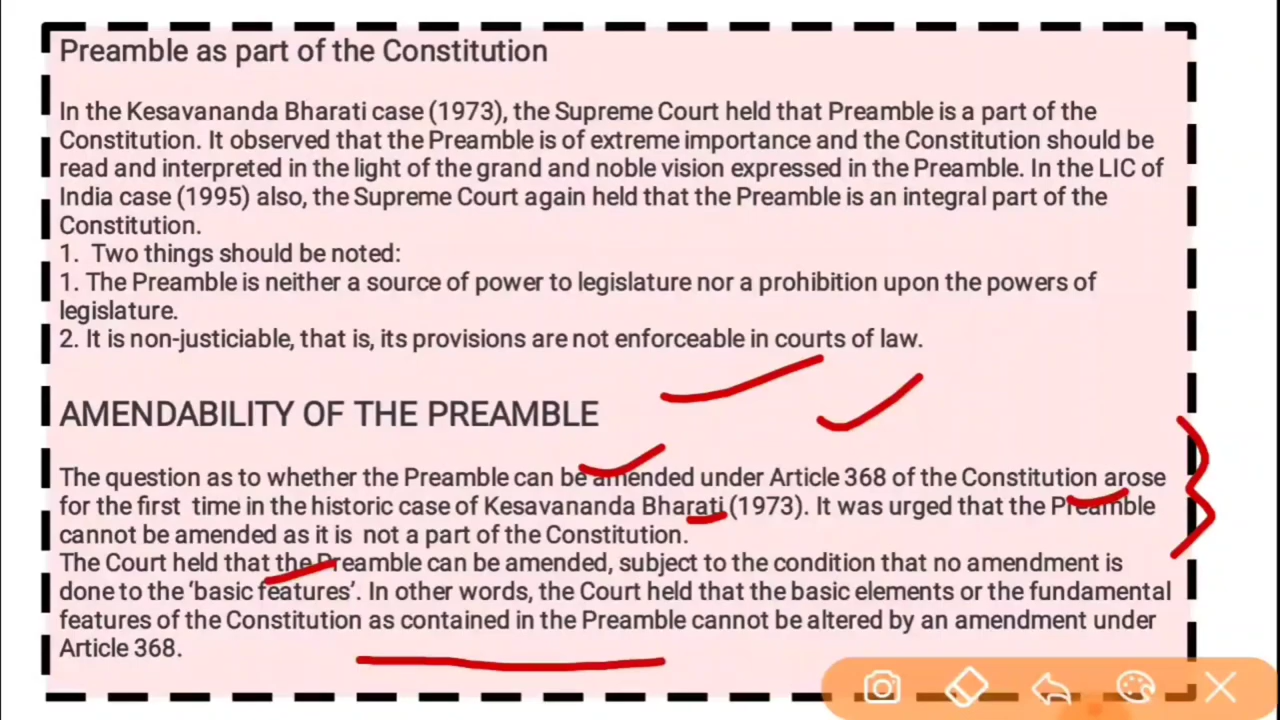 Preamble as part of the Constitution
In the Kesavananda Bharati case (1973), the Supreme Court held that Preamble is a part of the
Constitution. It observed that the Preamble is of extreme importance and the Constitution should be
read and interpreted in the light of the grand and noble vision expressed in the Preamble. In the LIC of
India case (1995) also, the Supreme Court again held that the Preamble is an integral part of the
Constitution.
1. Two things should be noted:
1. The Preamble is neither a source of power to legislature nor a prohibition upon the powers of
legislature.
2. It is non-justiciable, that is, its provisions are not enforceable in courts of law.
AMENDABILITY OF THE PREAMBLE
The question as to whether the Preamble can be amended under Article 368 of the Constitution arose
for the first time in the historic case of Kesavananda Bharati (1973). It was urged that the Preamble
cannot be amended as it is not a part of the Constitution.
The Court held that the Preamble can be amended, subject to the condition that no amendment is
done to the ‘basic features’. In other words, the Court held that the basic elements or the fundamental
features of the Constitution as contained in the Preamble cannot be altered by an amendment under
Article 368.